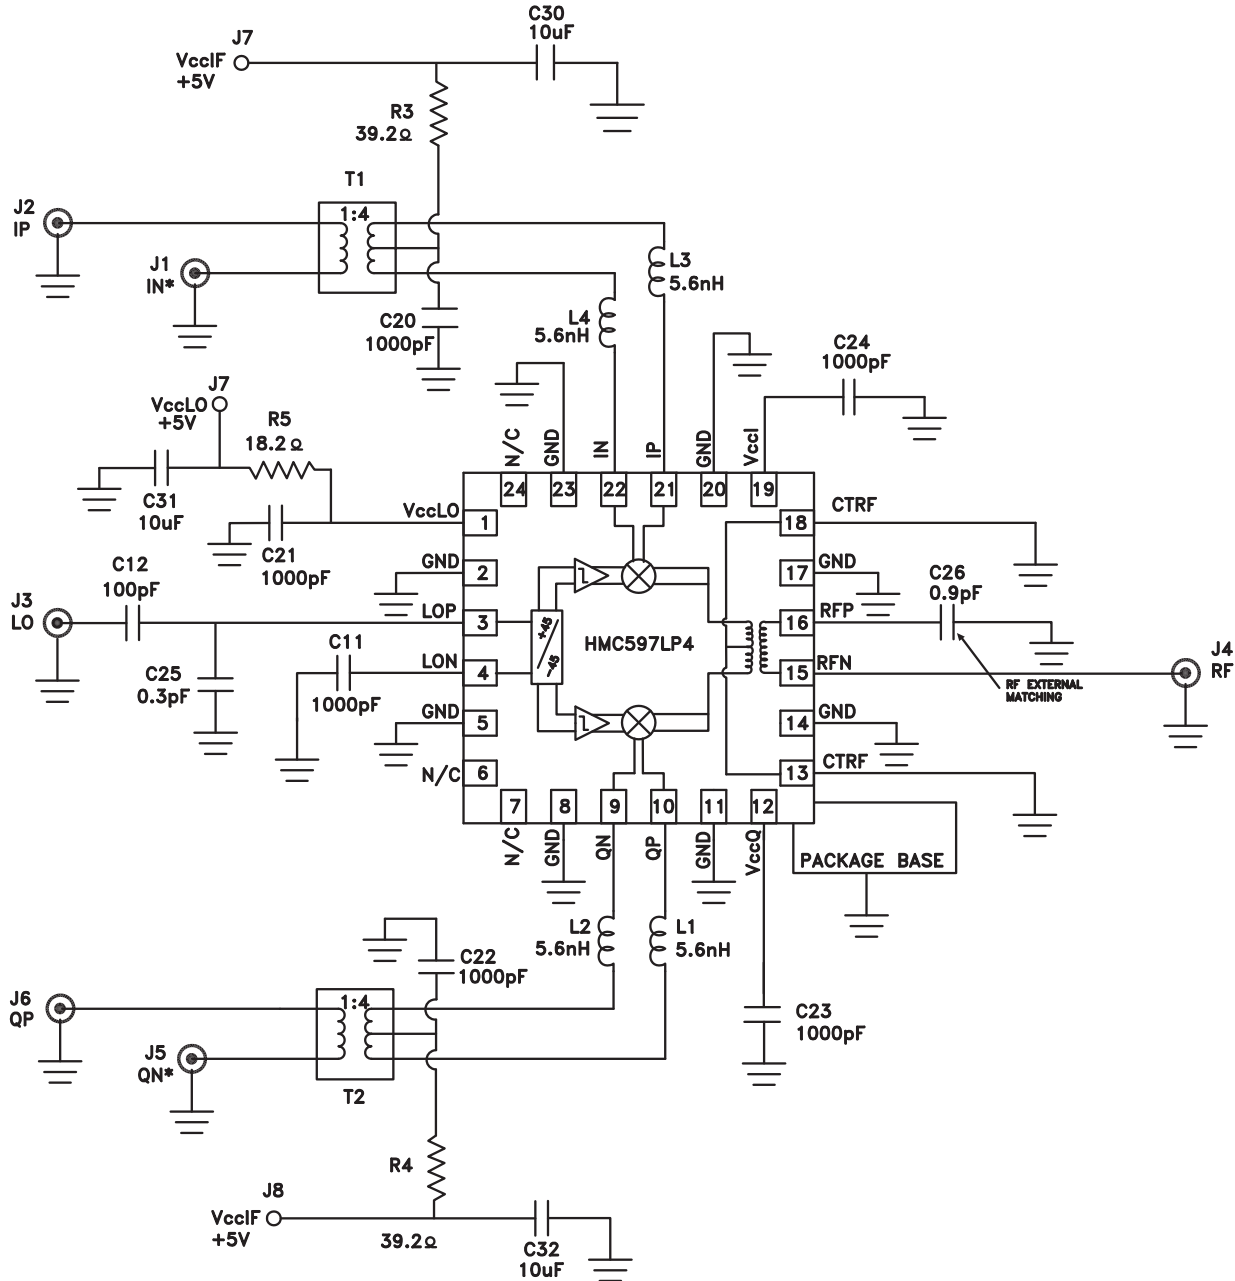 C30
10uF
J7
VccIF
+5V
R3
39.2Ω
T1
1:4
J2
IP
J1
IN*
L3
5.6nH
L4
5.6nH
C20
1000pF
C24
1000pF
J7
VccLO
+5V
R5
18.2Ω
N/C
GND
IN
IP
GND
VccI
C31
10uF
VccLO
24
23
22
21
20
19
CTRF
1
18
C21
1000pF
C12
100pF
GND
2
17
GND
C26
0.9pF
J3
LO
LOP
3
+45
-45
HMC597LP4
16
RFP
C11
1000pF
LON
4
15
RFN
J4
RF
C25
0.3pF
RF EXTERNAL
MATCHING
GND
5
14
GND
N/C
6
13
CTRF
7
8
9
10
11
12
N/C
GND
QN
QP
GND
VccQ
PACKAGE BASE
L2
5.6nH
L1
5.6nH
C22
1000pF
J6
QP
1:4
C23
1000pF
J5
QN*
T2
R4
J8
VccIF
+5V
39.2Ω
C32
10uF